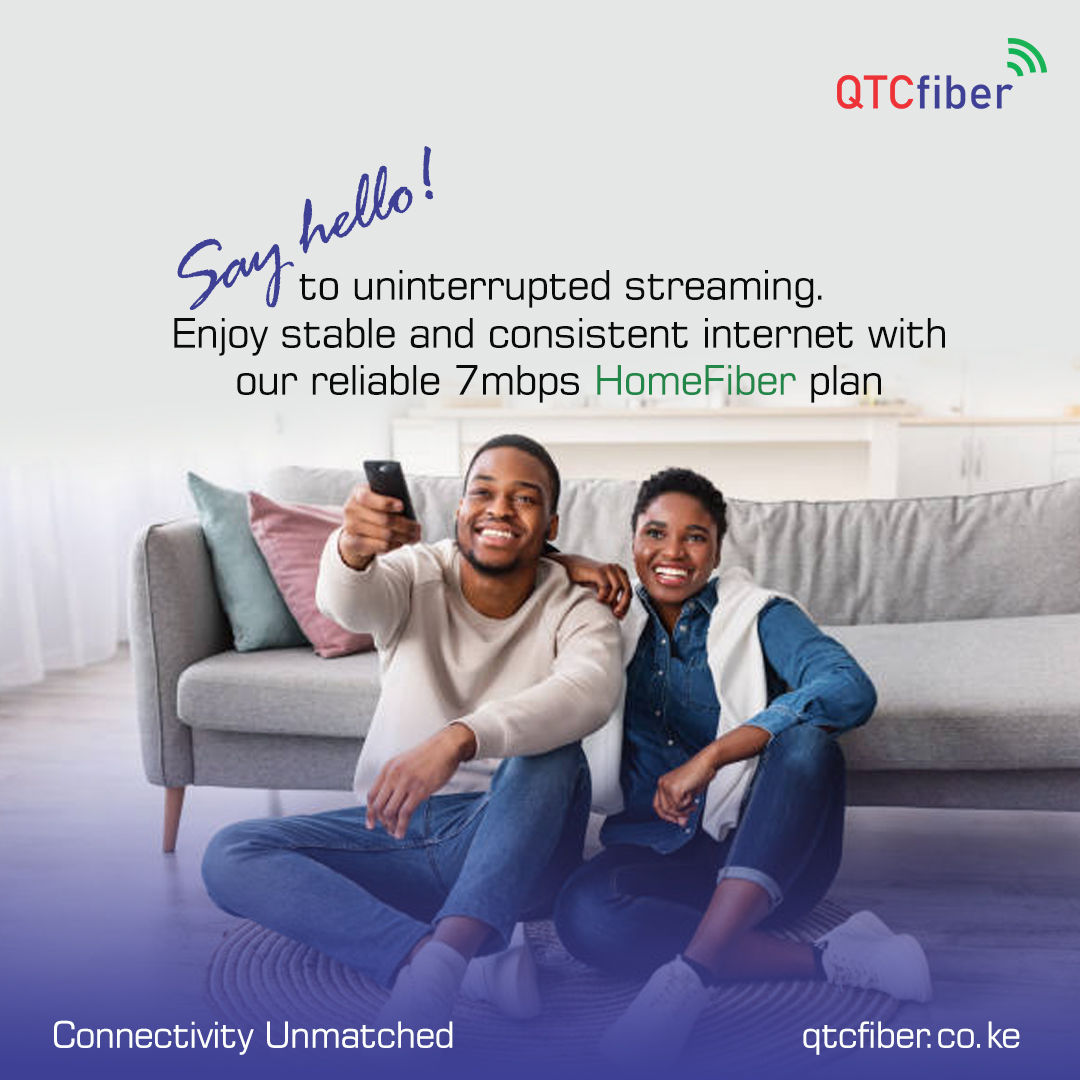 QTCfiber
Say hello!
to uninterrupted streaming.
Enjoy stable and consistent internet with
our reliable 7mbps HomeFiber plan
Connectivity Unmatched
qtcfiber.co.ke